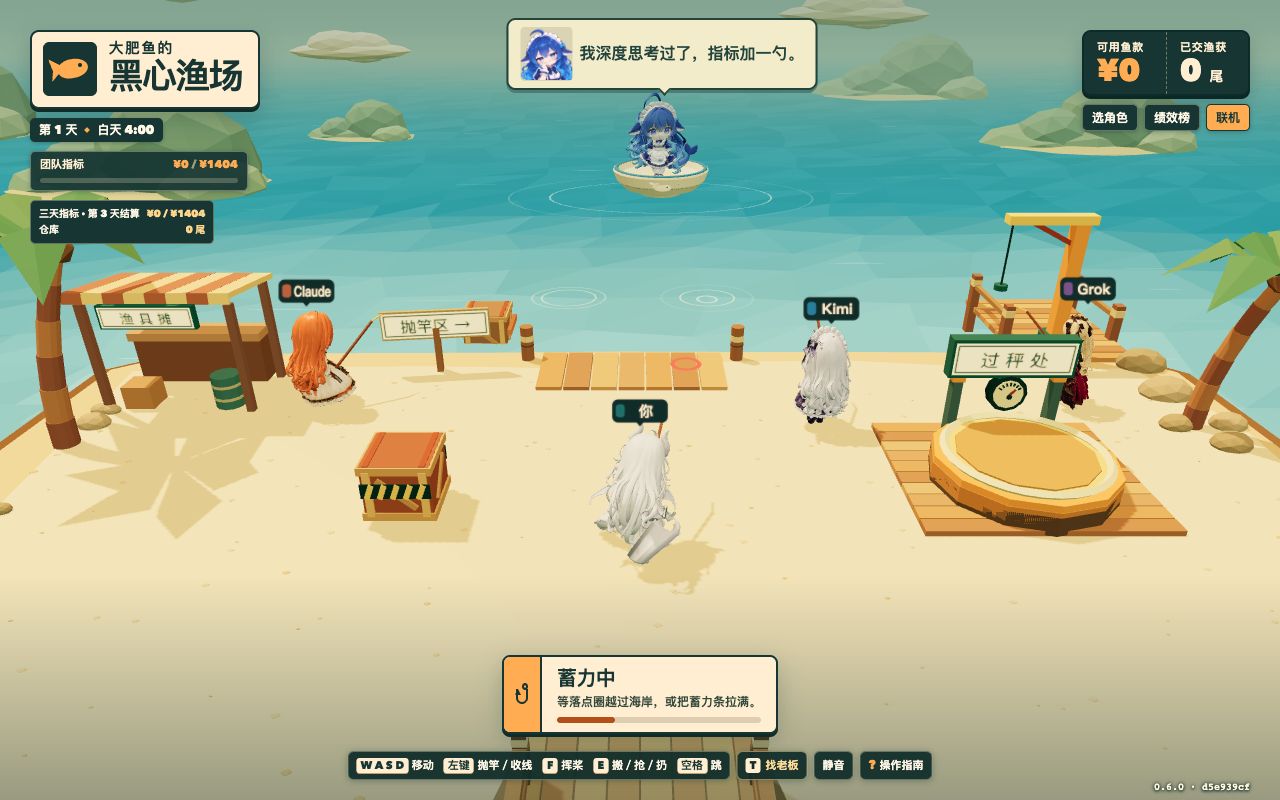 大肥鱼的
黑心渔场
第 1 天 • 白天 4:00
团队指标 ¥0 / ¥1404
三天指标 • 第 3 天结算 ¥0 / ¥1404
仓库 0 尾
我深度思考过了，指标加一勺。
可用鱼款 已交渔获
¥0 0 尾
选角色 绩效榜 联机
渔具摊
Claude
抛竿区 →
Kimi
Grok
过秤处
你
蓄力中
等落点圈越过海岸，或把蓄力条拉满。
WASD 移动 左键 抛竿 / 收线 F 挥桨 E 搬 / 抢 / 扔 空格 跳 T 找老板 静音 ? 操作指南
0.6.0 · d5e939cf